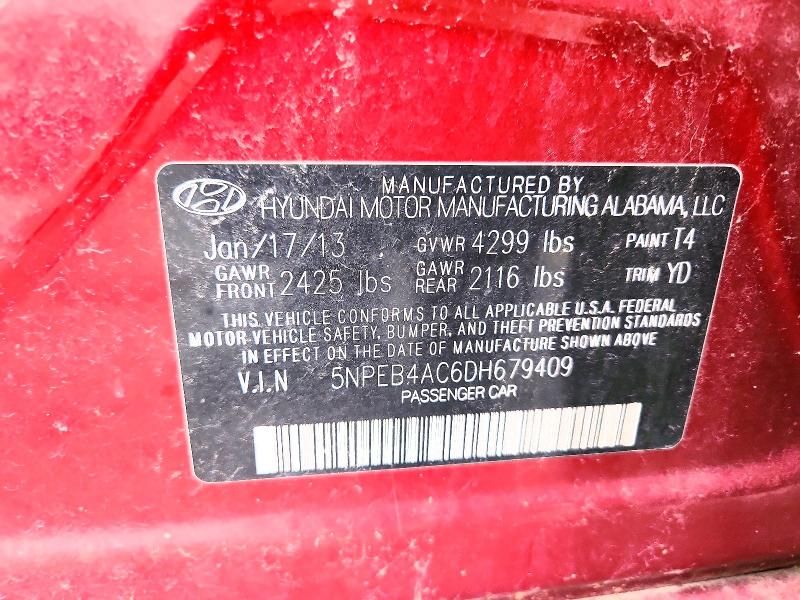 MANUFACTURED BY
HYUNDAI MOTOR MANUFACTURING ALABAMA, LLC
Jan/17/13 GVWR 4299 lbs PAINT T4
GAWR FRONT 2425 lbs GAWR REAR 2116 lbs TRIM YD
THIS VEHICLE CONFORMS TO ALL APPLICABLE U.S.A. FEDERAL
MOTOR-VEHICLE SAFETY, BUMPER, AND THEFT PREVENTION STANDARDS
IN EFFECT ON THE DATE OF MANUFACTURE SHOWN ABOVE
V.I.N 5NPEB4AC6DH679409
PASSENGER CAR